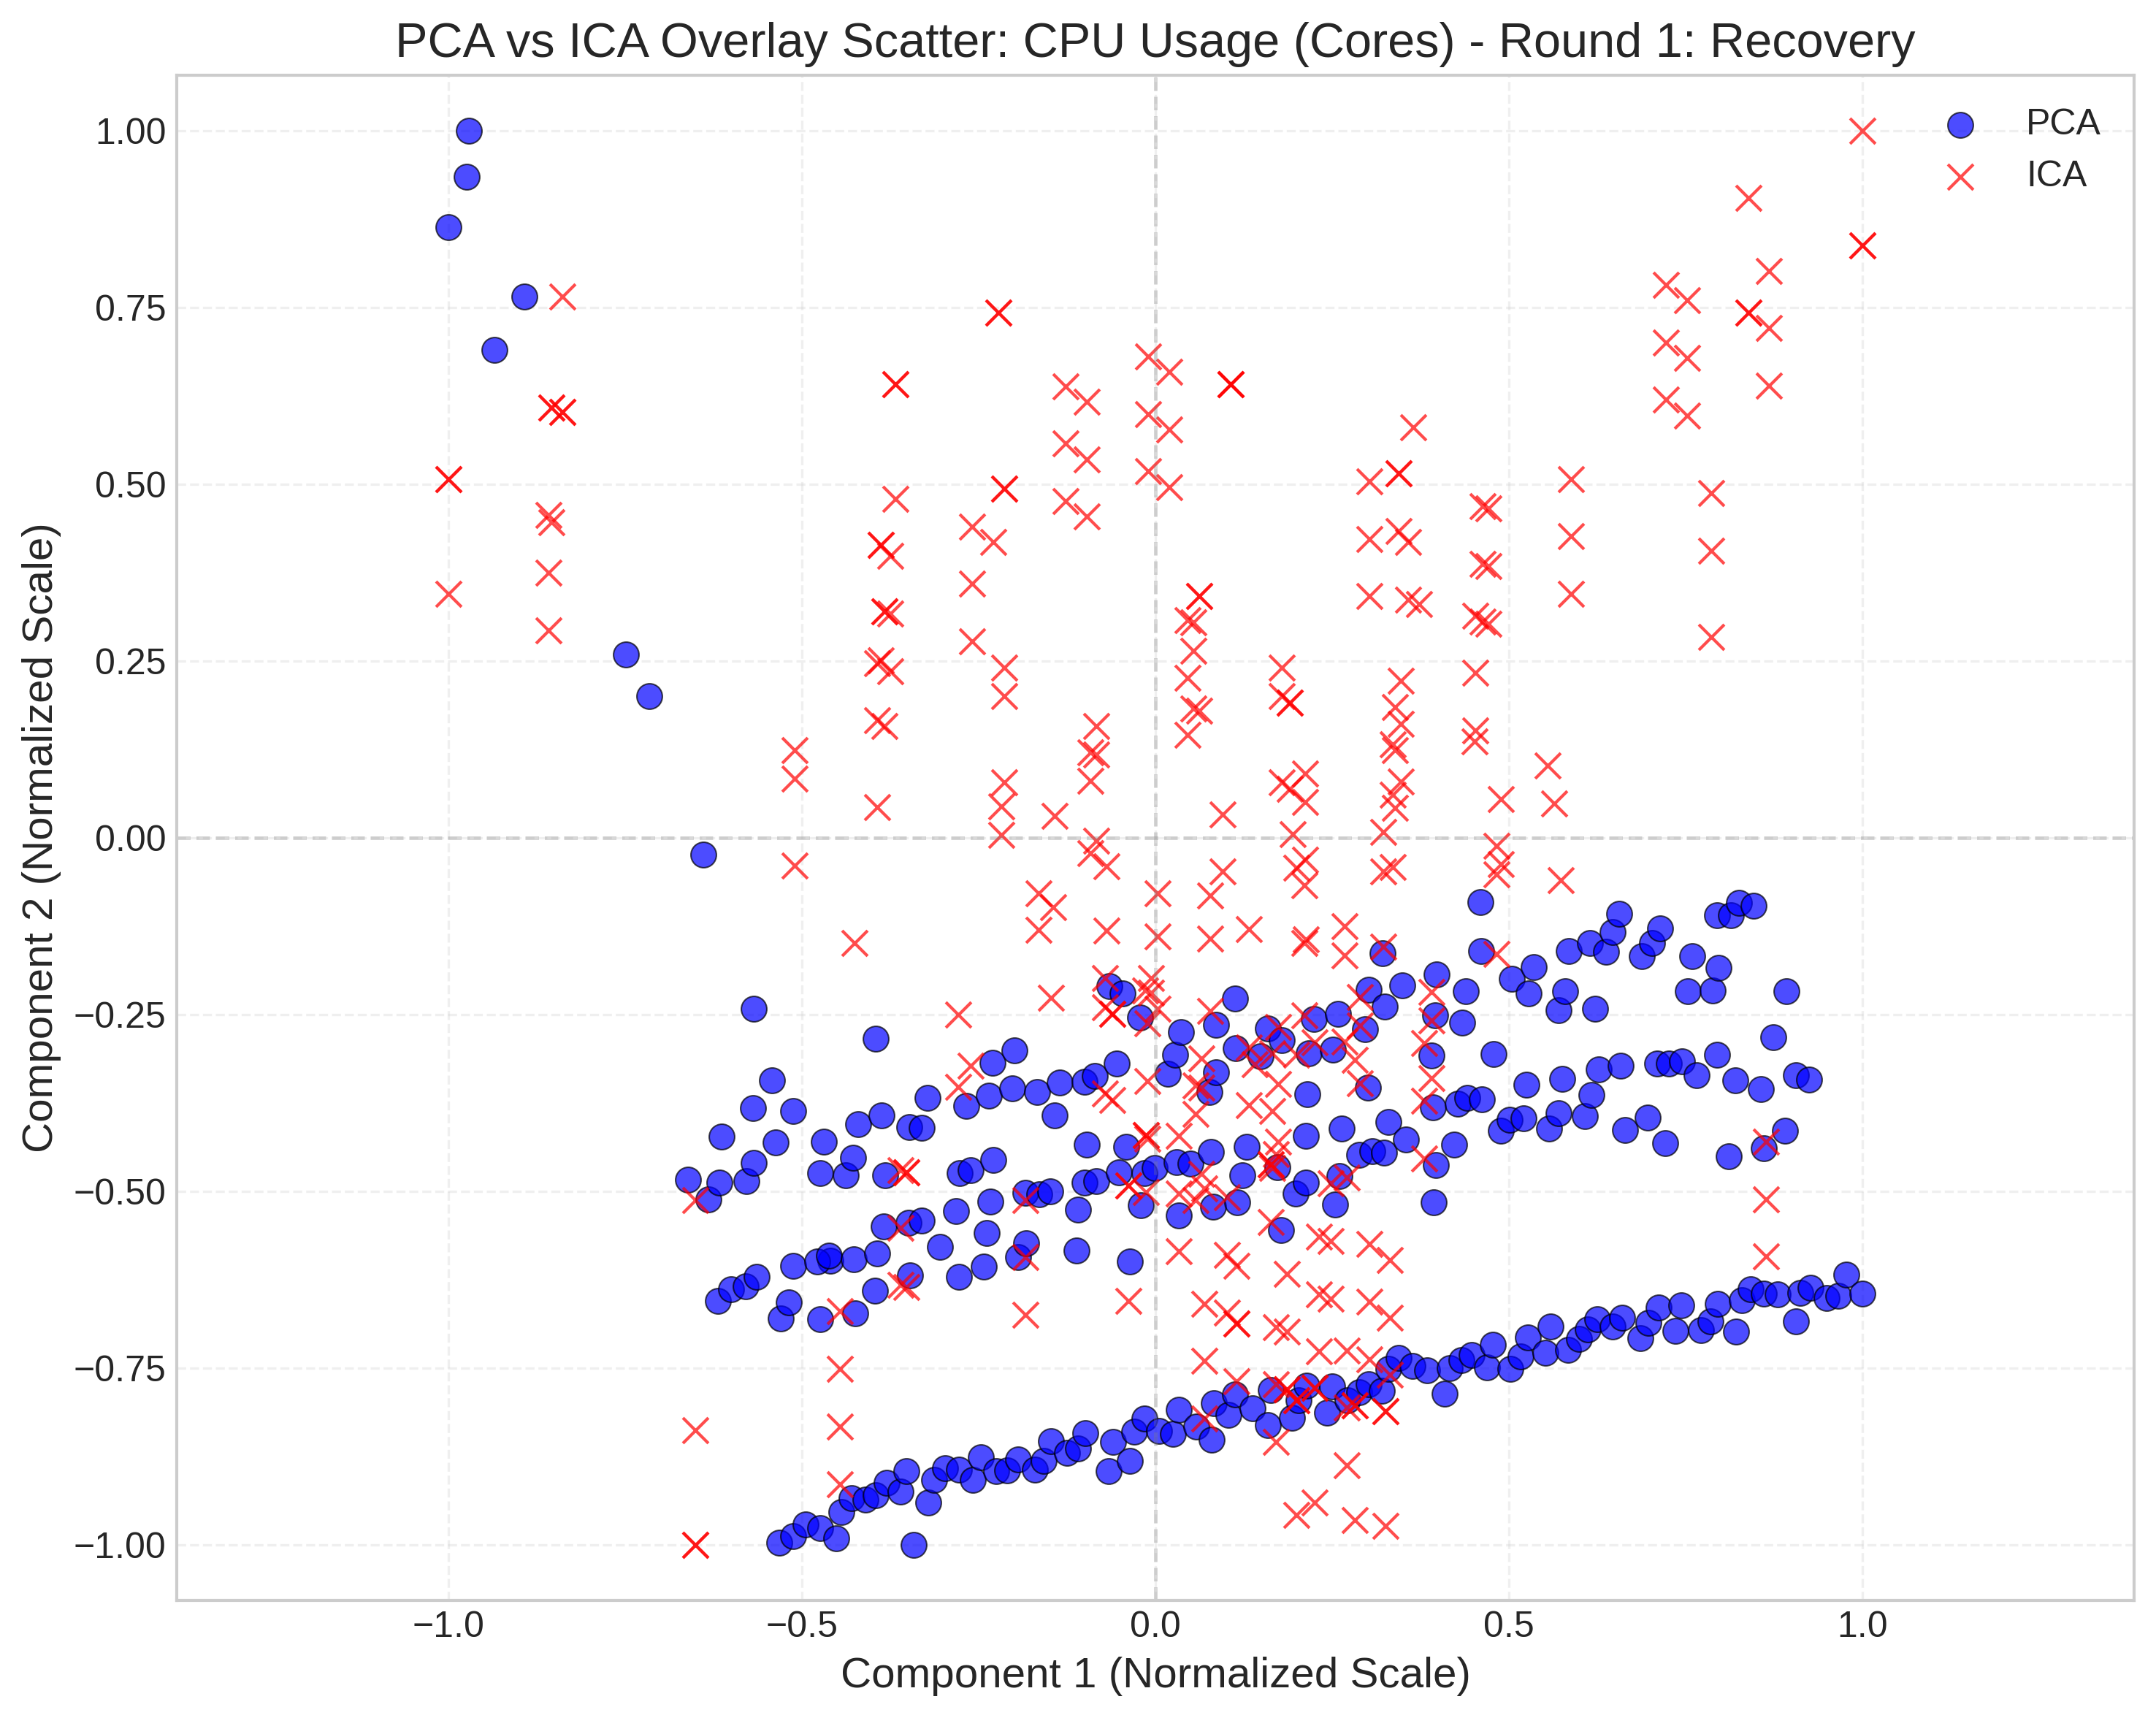 PCA vs ICA Overlay Scatter: CPU Usage (Cores) - Round 1: Recovery
PCA
ICA
1.00
0.75
0.50
0.25
0.00
−0.25
−0.50
−0.75
−1.00
Component 2 (Normalized Scale)
−1.0
−0.5
0.0
0.5
1.0
Component 1 (Normalized Scale)